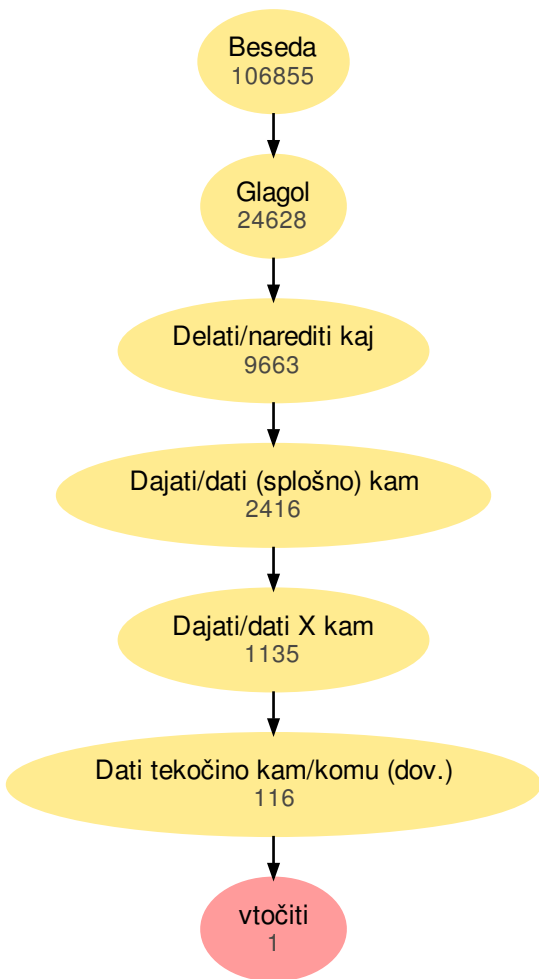 Beseda
106855
Glagol
24628
Delati/narediti kaj
9663
Dajati/dati (splošno) kam
2416
Dajati/dati X kam
1135
Dati tekočino kam/komu (dov.)
116
vtočiti
1